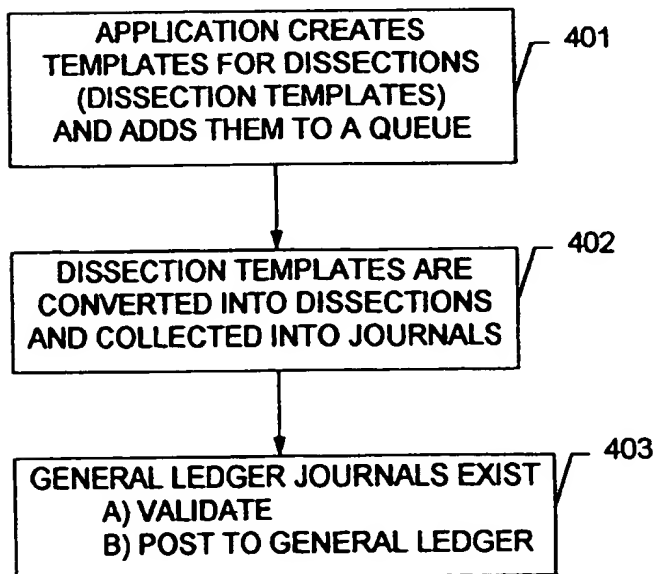 APPLICATION CREATES
TEMPLATES FOR DISSECTIONS
(DISSECTION TEMPLATES)
AND ADDS THEM TO A QUEUE
401
DISSECTION TEMPLATES ARE
CONVERTED INTO DISSECTIONS
AND COLLECTED INTO JOURNALS
402
GENERAL LEDGER JOURNALS EXIST
A) VALIDATE
B) POST TO GENERAL LEDGER
403